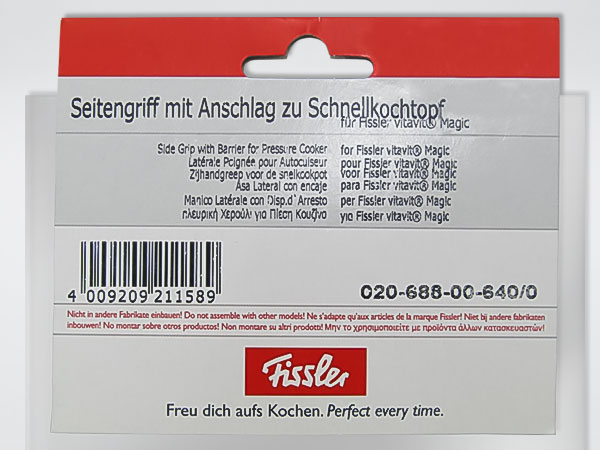 Seitengriff mit Anschlag zu Schnellkochtopf
für Fissler vitavit® Magic
Side Grip with Barrier for Pressure Cooker for Fissler vitavit® Magic
Latérale Poignée pour Autocuiseur pour Fissler vitavit® Magic
Zijhandgreep voor de snelkookpot voor Fissler vitavit® Magic
Asa Lateral con encaje para Fissler vitavit® Magic
Manico Latérale con Disp.d`Arresto per Fissler vitavit® Magic
πλευρική Χερούλι για Πίεση Κουζίνα για Fissler vitavit® Magic
4 009209 211589
020-688-00-640/0
Nicht in andere Fabrikate einbauen! Do not assemble with other models! Ne s'adapte qu'aux articles de la marque Fissler! Niet bij andere fabrikaten
inbouwen! No montar sobre otros productos! Non montare su altri prodotti! Μην το χρησιμοποιείτε με προϊόντα άλλων κατασκευαστών!
Fissler
Freu dich aufs Kochen. Perfect every time.